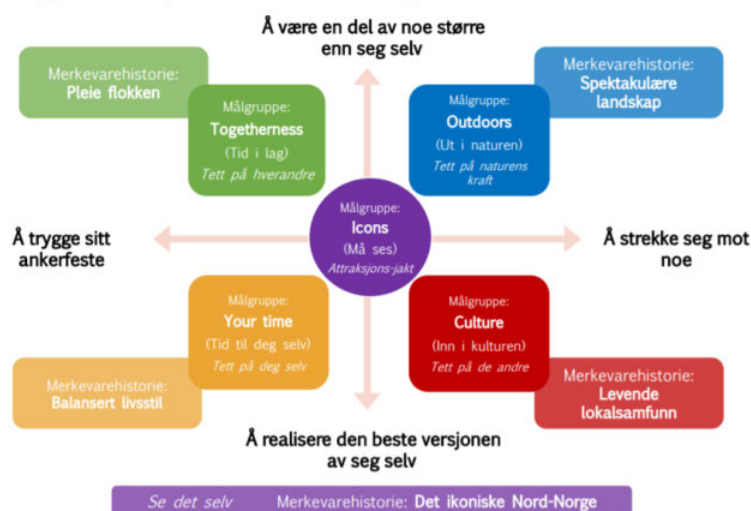 Å være en del av noe større
enn seg selv
Merkevarehistorie:
Pleie flokken
Målgruppe:
Togetherness
(Tid i lag)
Tett på hverandre
Målgruppe:
Outdoors
(Ut i naturen)
Tett på naturens
kraft
Merkevarehistorie:
Spektakulære
landskap
Å trygge sitt
ankerfeste
Målgruppe:
Icons
(Må ses)
Attraksjons-jakt
Å strekke seg mot
noe
Målgruppe:
Your time
(Tid til deg selv)
Tett på deg selv
Merkevarehistorie:
Balansert livsstil
Målgruppe:
Culture
(Inn i kulturen)
Tett på de andre
Merkevarehistorie:
Levende
lokalsamfunn
Å realisere den beste versjonen
av seg selv
Se det selv Merkevarehistorie: Det ikoniske Nord-Norge